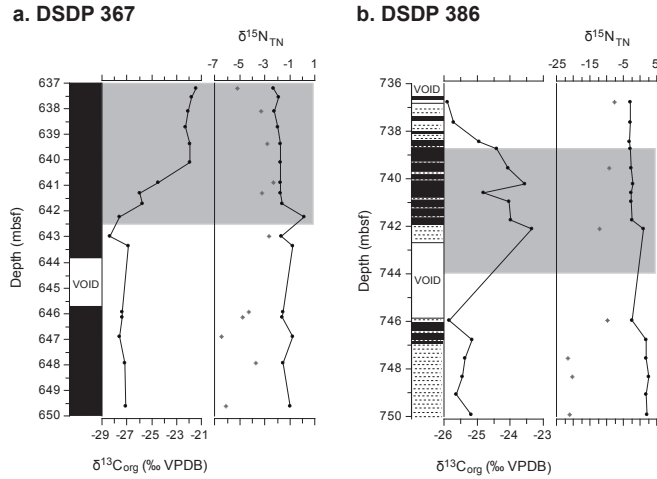 a. DSDP 367
b. DSDP 386
δ15NTN
δ15NTN
-7 -5 -3 -1 1
-25 -15 -5 5
637
638
639
640
641
642
643
644
645
646
647
648
649
650
Depth (mbsf)
VOID
-29 -27 -25 -23 -21
δ13Corg (‰ VPDB)
736
738
740
742
744
746
748
750
Depth (mbsf)
VOID
VOID
-26 -25 -24 -23
δ13Corg (‰ VPDB)